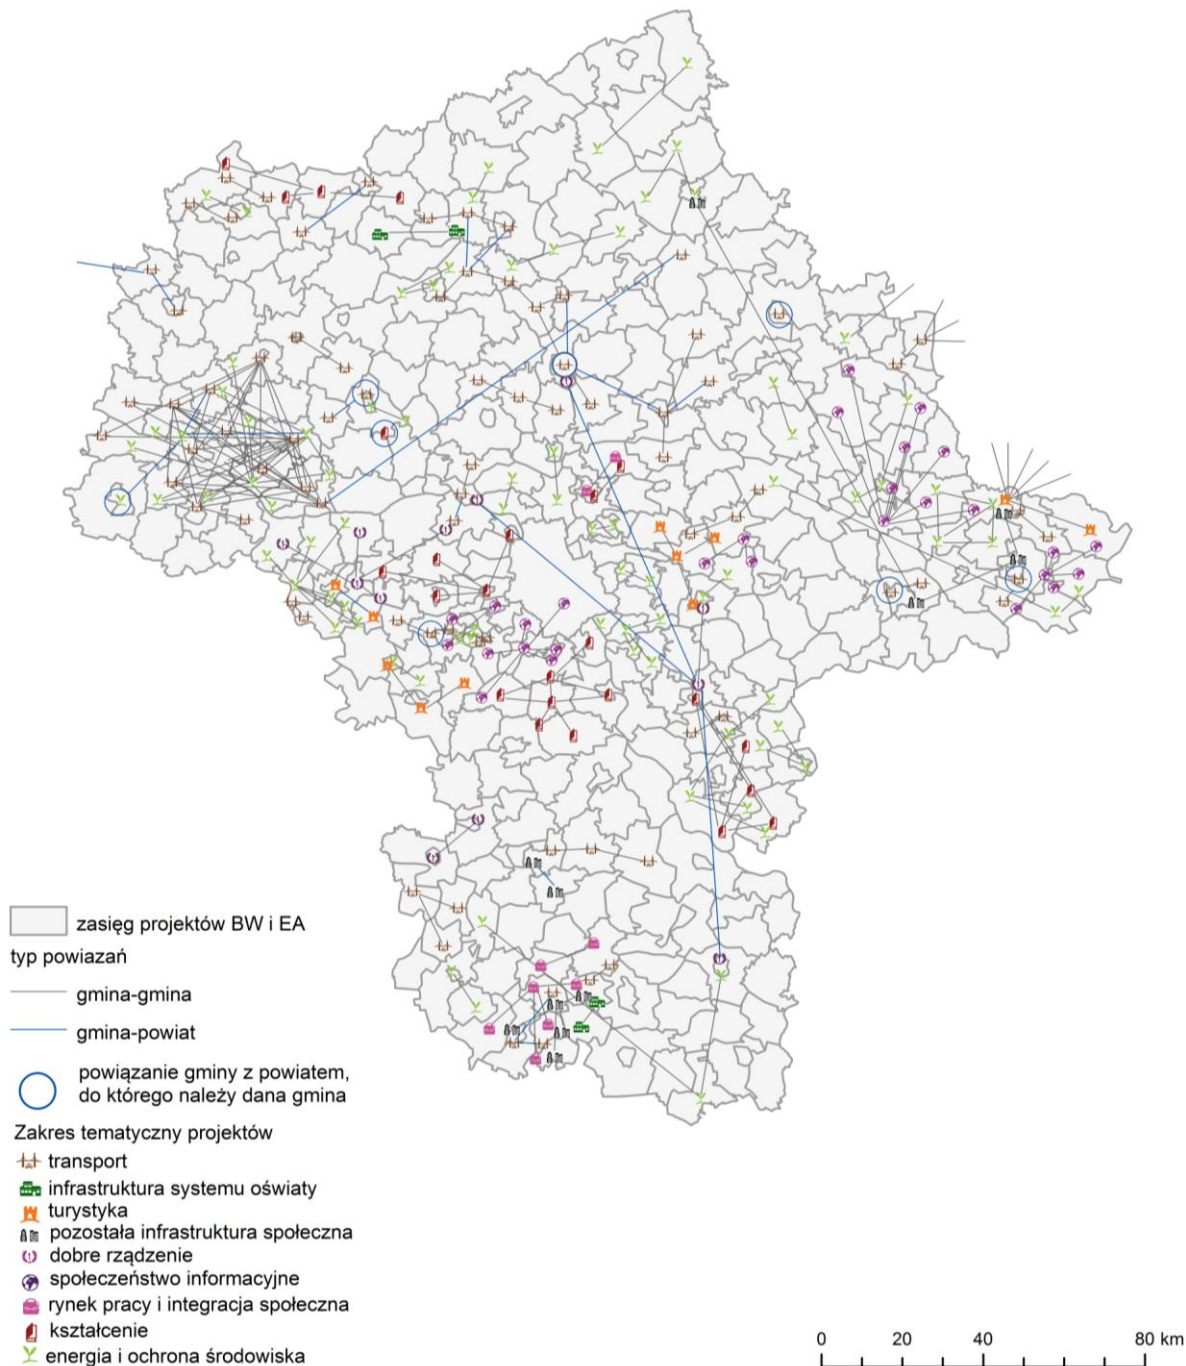 zasięg projektów BW i EA
typ powiazań
gmina-gmina
gmina-powiat
powiązanie gminy z powiatem,
do którego należy dana gmina
Zakres tematyczny projektów
transport
infrastruktura systemu oświaty
turystyka
pozostała infrastruktura społeczna
dobre rządzenie
społeczeństwo informacyjne
rynek pracy i integracja społeczna
kształcenie
energia i ochrona środowiska
0 20 40 80 km